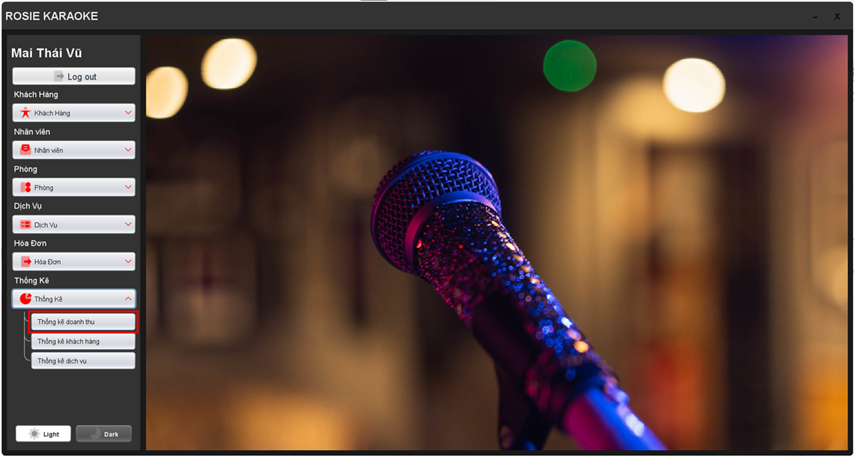 ROSIE KARAOKE
– X
Mai Thái Vũ
Log out
Khách Hàng
Khách Hàng
Nhân viên
Nhân viên
Phòng
Phòng
Dịch Vụ
Dịch Vụ
Hóa Đơn
Hóa Đơn
Thống Kê
Thống Kê
Thống kê doanh thu
Thống kê khách hàng
Thống kê dịch vụ
Light
Dark